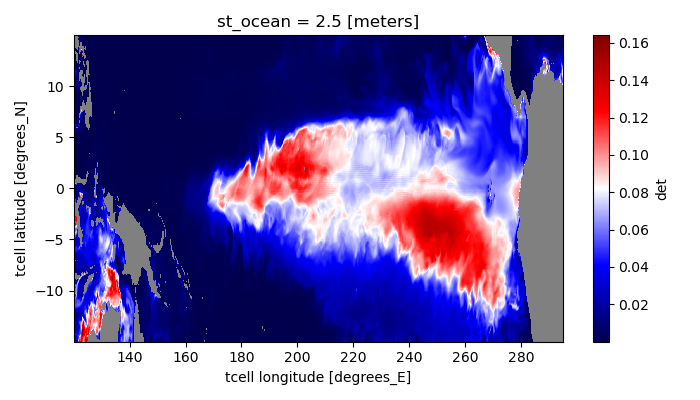 st_ocean = 2.5 [meters]
tcell latitude [degrees_N]
10
5
0
−5
−10
140 160 180 200 220 240 260 280
tcell longitude [degrees_E]
0.16
0.14
0.12
0.10
0.08
0.06
0.04
0.02
det